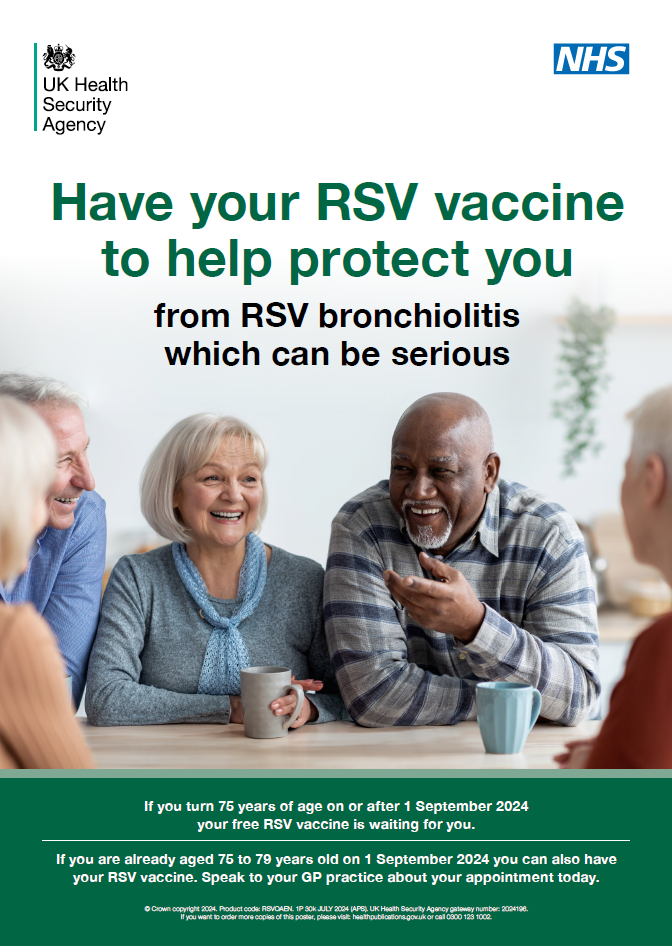 UK Health
Security
Agency
NHS
Have your RSV vaccine
to help protect you
from RSV bronchiolitis
which can be serious
If you turn 75 years of age on or after 1 September 2024
your free RSV vaccine is waiting for you.
If you are already aged 75 to 79 years old on 1 September 2024 you can also have
your RSV vaccine. Speak to your GP practice about your appointment today.
© Crown copyright 2024. Product code: RSVOAEN. 1P 30k JULY 2024 (APS). UK Health Security Agency gateway number: 2024196.
If you want to order more copies of this poster, please visit: healthpublications.gov.uk or call 0300 123 1002.